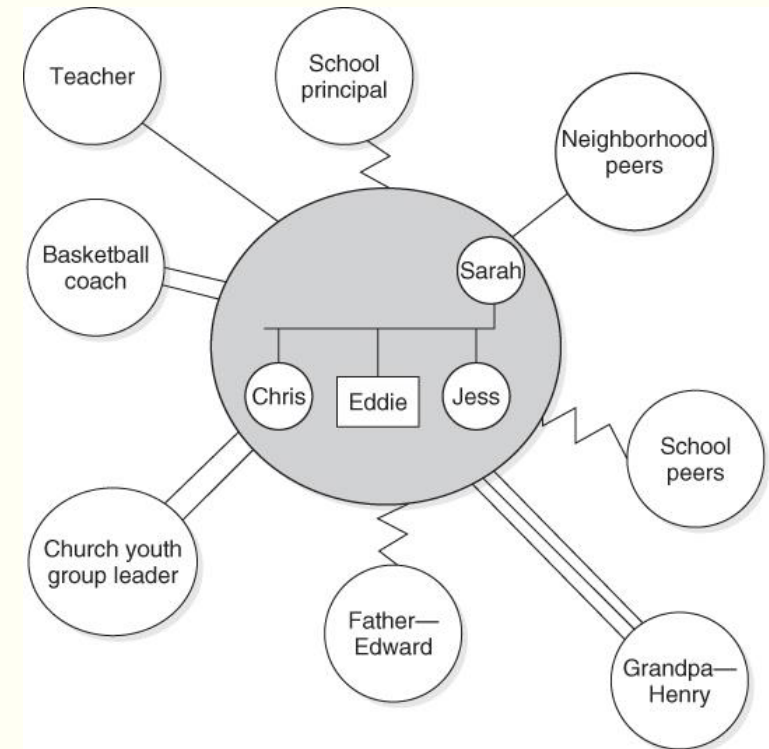 Teacher
School
principal
Neighborhood
peers
Basketball
coach
Sarah
Chris
Eddie
Jess
School
peers
Church youth
group leader
Father—
Edward
Grandpa—
Henry